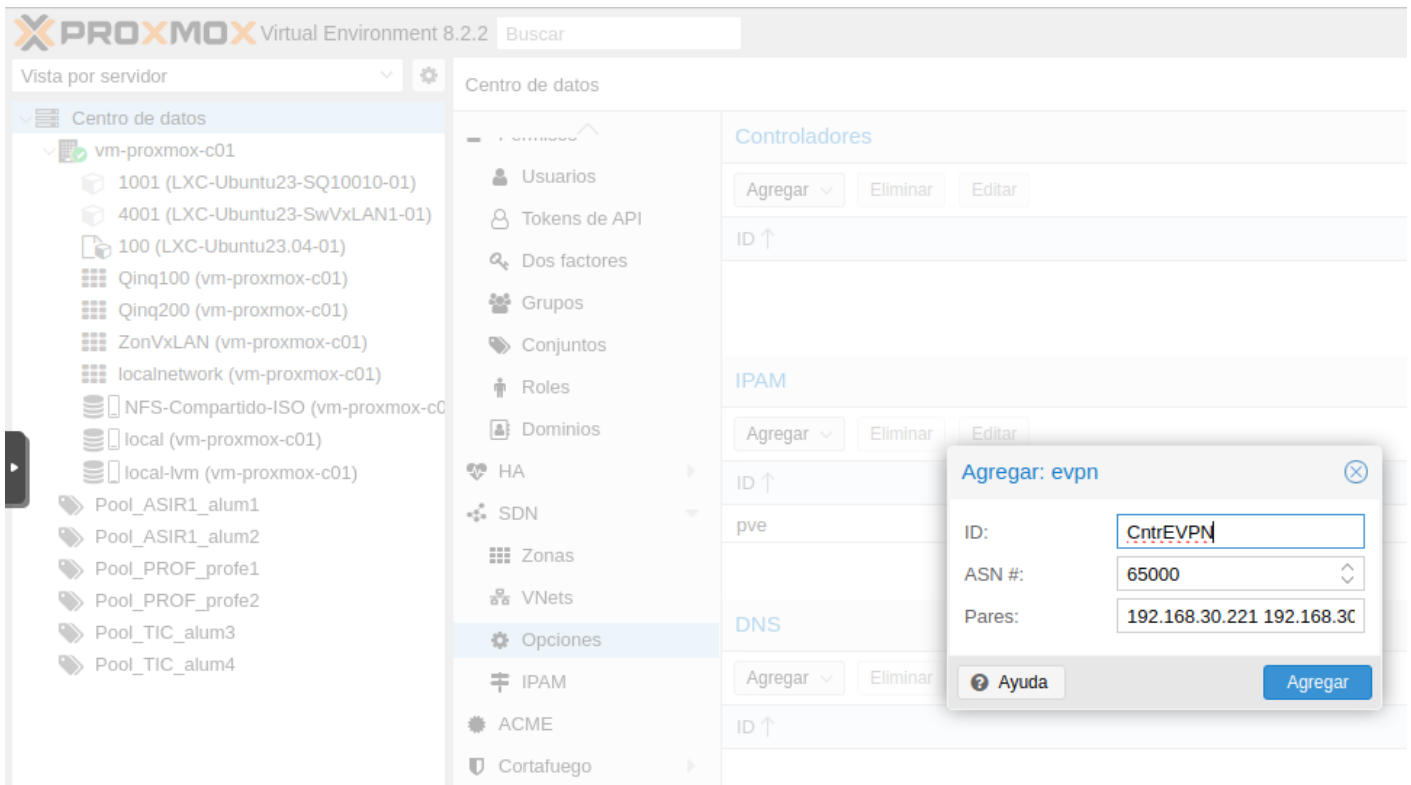 PROXMOX Virtual Environment 8.2.2 Buscar
Vista por servidor
Centro de datos
vm-proxmox-c01
1001 (LXC-Ubuntu23-SQ10010-01)
4001 (LXC-Ubuntu23-SwVxLAN1-01)
100 (LXC-Ubuntu23.04-01)
Qinq100 (vm-proxmox-c01)
Qinq200 (vm-proxmox-c01)
ZonVxLAN (vm-proxmox-c01)
localnetwork (vm-proxmox-c01)
NFS-Compartido-ISO (vm-proxmox-c0
local (vm-proxmox-c01)
local-lvm (vm-proxmox-c01)
Pool_ASIR1_alum1
Pool_ASIR1_alum2
Pool_PROF_profe1
Pool_PROF_profe2
Pool_TIC_alum3
Pool_TIC_alum4
Centro de datos
Usuarios
Tokens de API
Dos factores
Grupos
Conjuntos
Roles
Dominios
HA
SDN
Zonas
VNets
Opciones
IPAM
ACME
Cortafuego
Controladores
Agregar Eliminar Editar
ID
IPAM
Agregar Eliminar Editar
ID
pve
DNS
Agregar Eliminar
ID
Agregar: evpn
ID: CntrEVPN
ASN #: 65000
Pares: 192.168.30.221 192.168.30
Ayuda Agregar